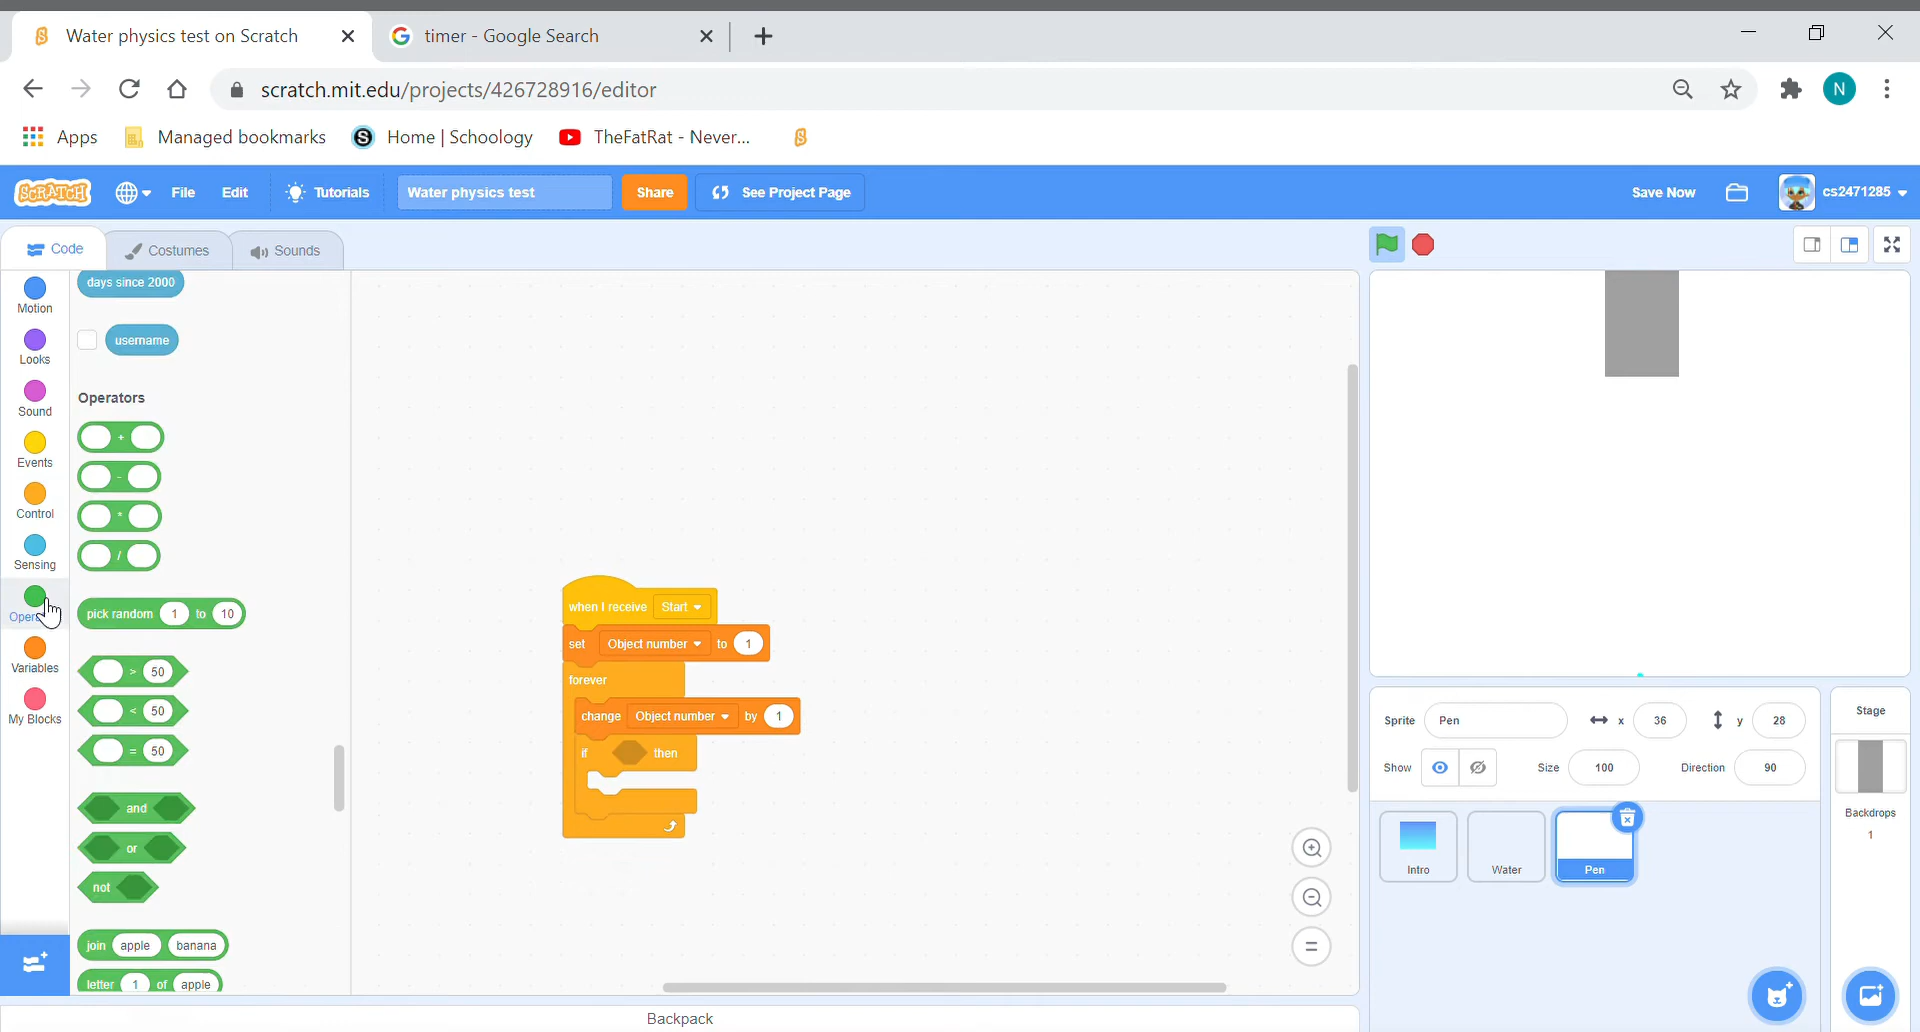 Water physics test on Scratch
timer - Google Search
scratch.mit.edu/projects/426728916/editor
N
Apps
Managed bookmarks
S
Home | Schoology
TheFatRat - Never...
SCRATCH
File
Edit
Tutorials
Water physics test
Share
See Project Page
Save Now
cs2471285
Code
Costumes
Sounds
Motion
Looks
Sound
Events
Control
Sensing
Variables
My Blocks
days since 2000
username
Operators
+
-
*
/
pick random 1 to 10
> 50
< 50
= 50
and
or
not
join apple banana
letter 1 of apple
when I receive Start
set Object number to 1
forever
change Object number by 1
if then
Sprite Pen x 36 y 28
Show Size 100 Direction 90
Intro
Water
Pen
Stage
Backdrops
1
Backpack